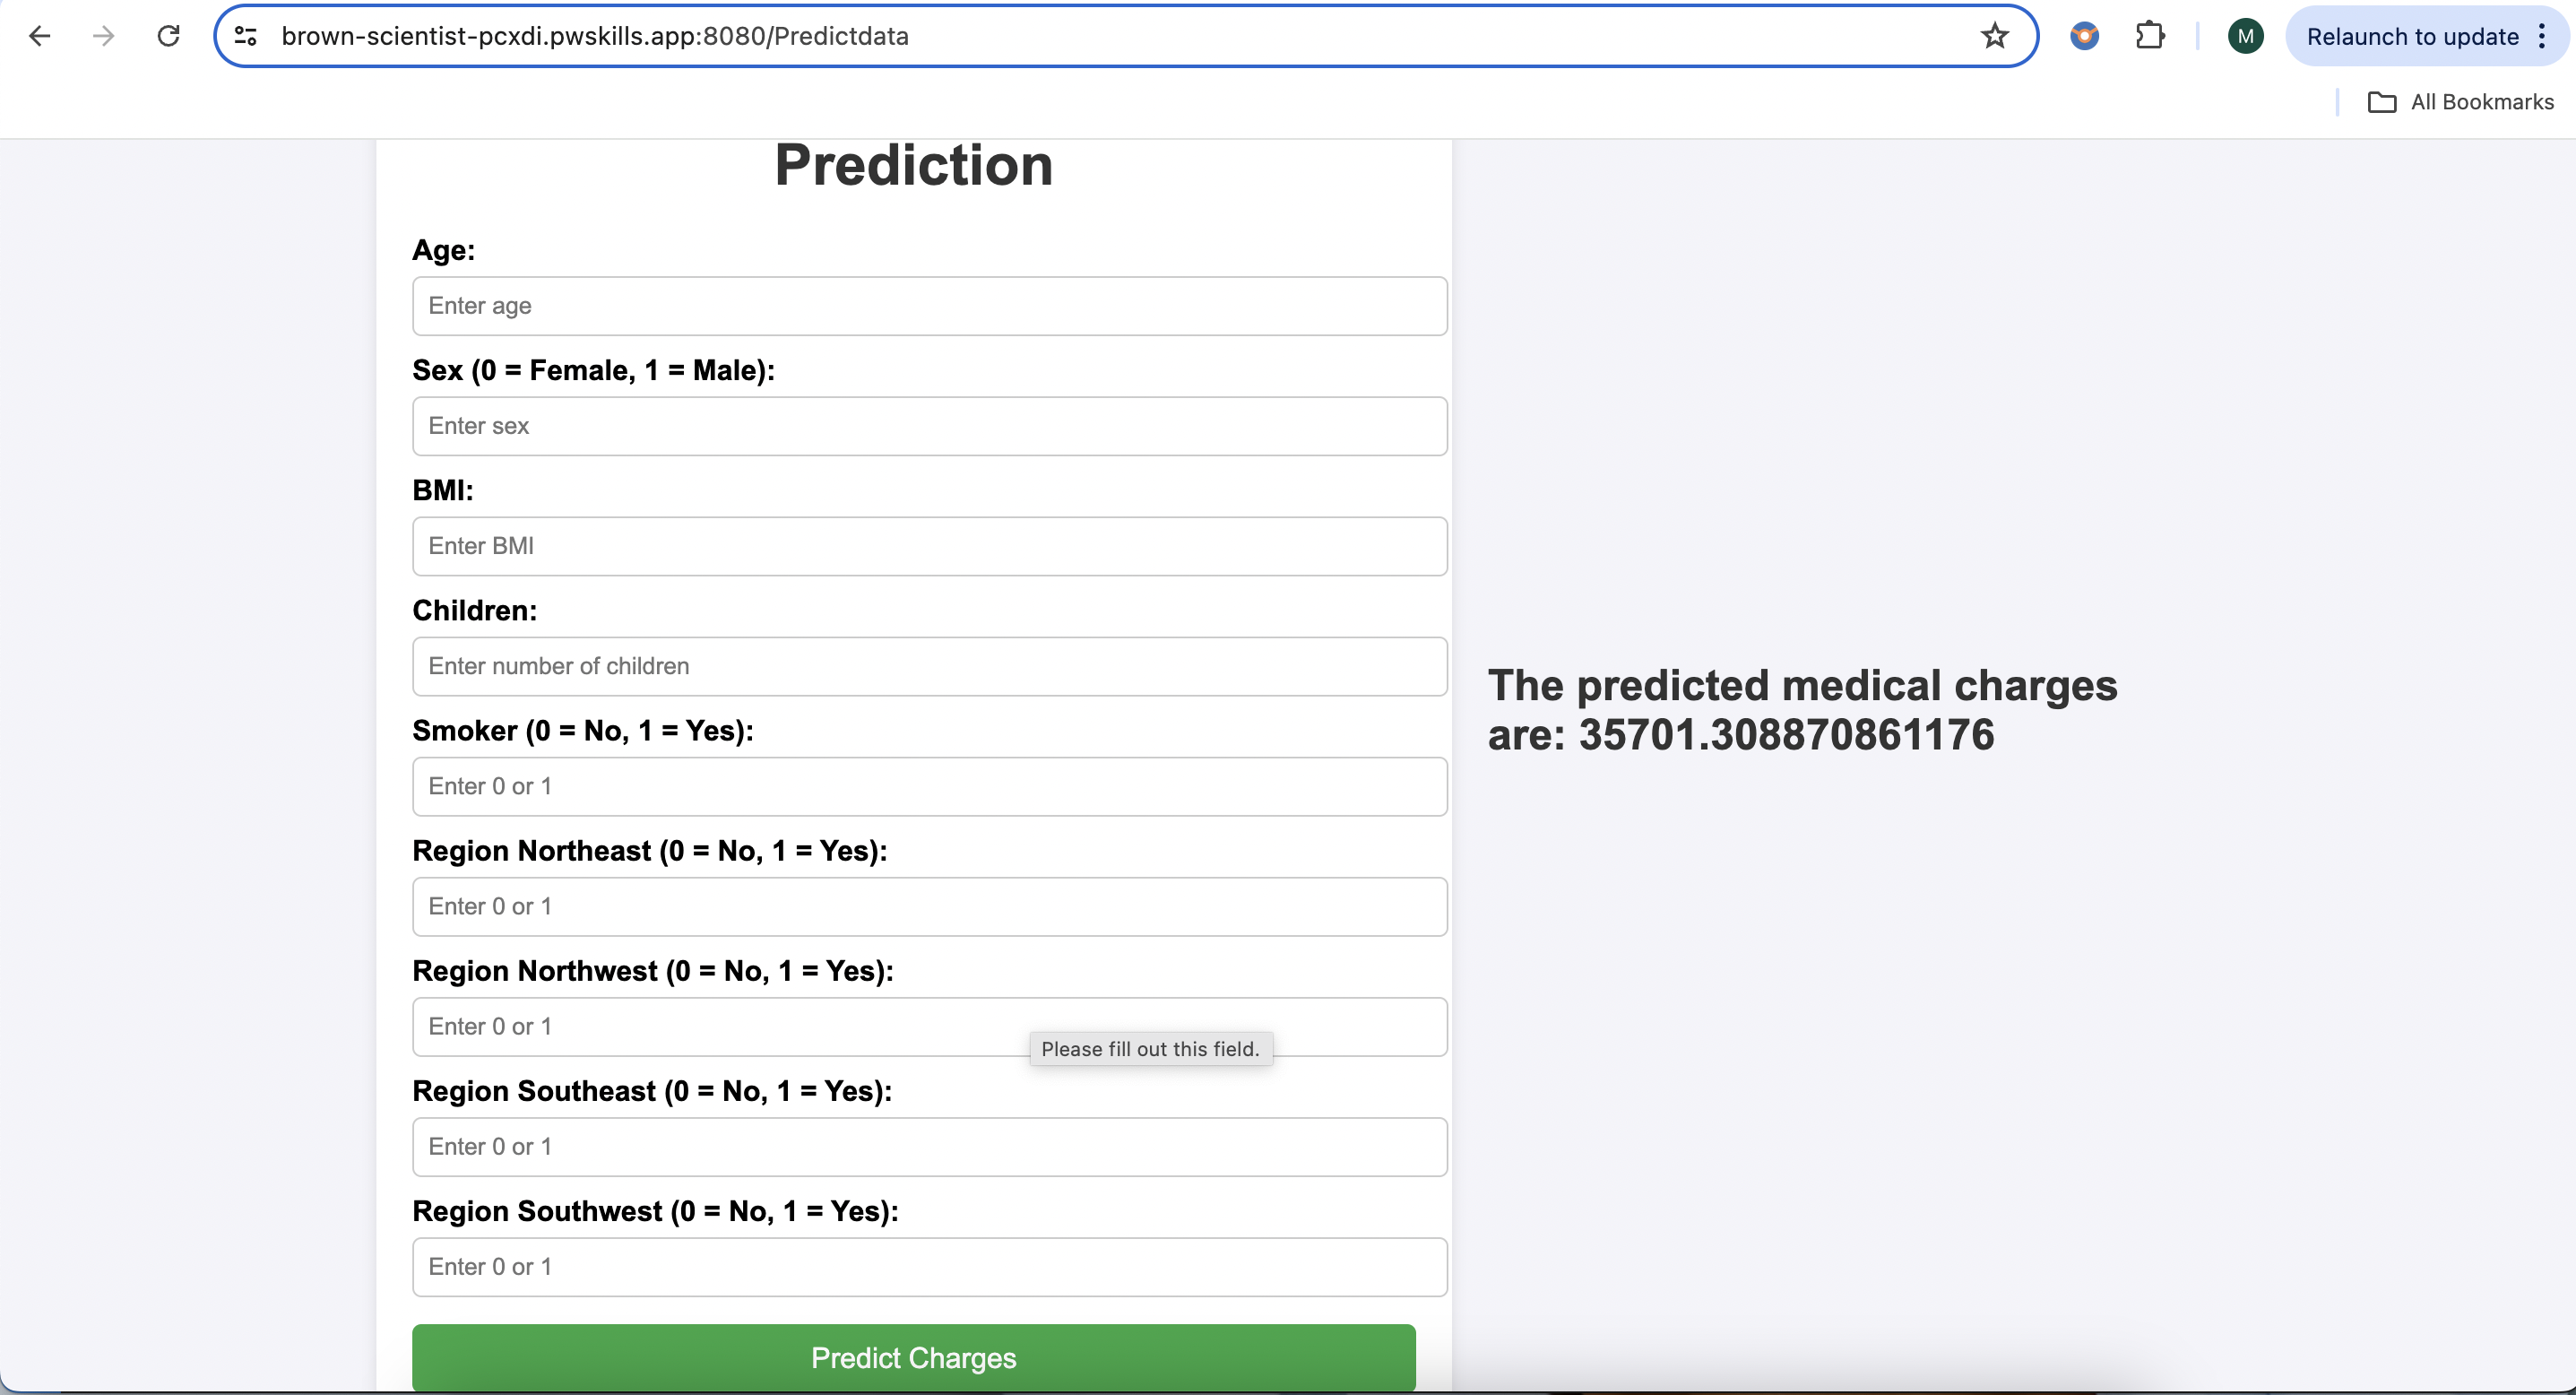 brown-scientist-pcxdi.pwskills.app:8080/Predictdata
M
Relaunch to update
All Bookmarks
Prediction
Age:
Enter age
Sex (0 = Female, 1 = Male):
Enter sex
BMI:
Enter BMI
Children:
Enter number of children
Smoker (0 = No, 1 = Yes):
Enter 0 or 1
Region Northeast (0 = No, 1 = Yes):
Enter 0 or 1
Region Northwest (0 = No, 1 = Yes):
Enter 0 or 1
Please fill out this field.
Region Southeast (0 = No, 1 = Yes):
Enter 0 or 1
Region Southwest (0 = No, 1 = Yes):
Enter 0 or 1
Predict Charges
The predicted medical charges
are: 35701.308870861176